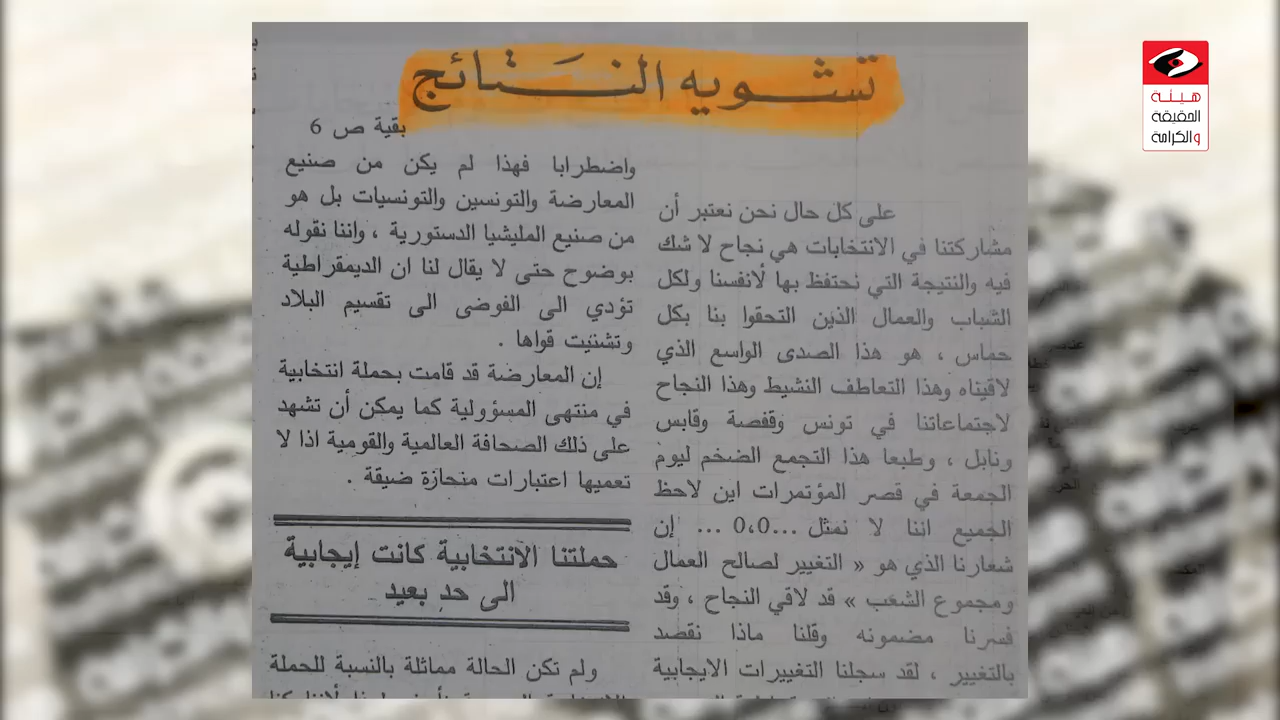 تشويه النتائج
بقية ص 6
على كل حال نحن نعتبر أن
مشاركتنا في الانتخابات هي نجاح لا شك
فيه والنتيجة التي نحتفظ بها لأنفسنا ولكل
الشباب والعمال الذين التحقوا بنا بكل
حماس ، هو هذا الصدى الواسع الذي
لاقيناه وهذا التعاطف النشيط وهذا النجاح
لاجتماعاتنا في تونس وقفصة وقابس
ونابل ، وطبعا هذا التجمع الضخم ليوم
الجمعة في قصر المؤتمرات اين لاحظ
الجميع اننا لا نمثل ...0،0 ... إن
شعارنا الذي هو « التغيير لصالح العمال
ومجموع الشعب » قد لاقي النجاح ، وقد
فسرنا مضمونه وقلنا ماذا نقصد
بالتغيير ، لقد سجلنا التغييرات الايجابية
واضطرابا فهذا لم يكن من صنيع
المعارضة والتونسين والتونسيات بل هو
من صنيع المليشيا الدستورية ، واننا نقوله
بوضوح حتى لا يقال لنا ان الديمقراطية
تؤدي الى الفوضى الى تقسيم البلاد
وتشتيت قواها .
إن المعارضة قد قامت بحملة انتخابية
في منتهى المسؤولية كما يمكن أن تشهد
على ذلك الصحافة العالمية والقومية اذا لا
تعميها اعتبارات منحازة ضيقة .
حملتنا الانتخابية كانت إيجابية
الى حد بعيد
ولم تكن الحالة مماثلة بالنسبة للحملة
هيئة
الحقيقة
والكرامة